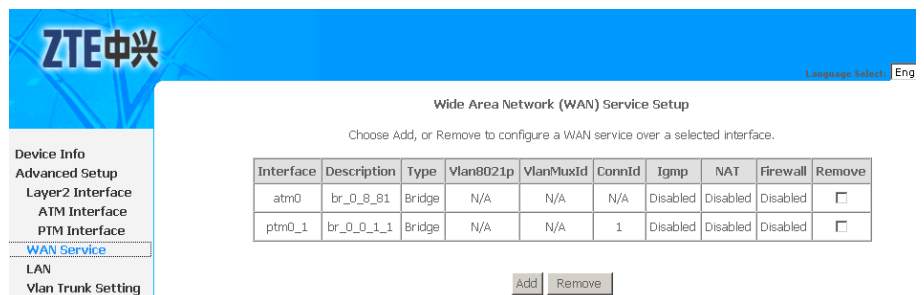 ZTE中兴
Language Select: Eng
Wide Area Network (WAN) Service Setup
Choose Add, or Remove to configure a WAN service over a selected interface.
Device Info
Advanced Setup
Layer2 Interface
ATM Interface
PTM Interface
WAN Service
LAN
Vlan Trunk Setting
Interface Description Type Vlan8021p VlanMuxId ConnId Igmp NAT Firewall Remove
atm0 br_0_8_81 Bridge N/A N/A N/A Disabled Disabled Disabled
ptm0_1 br_0_0_1_1 Bridge N/A N/A 1 Disabled Disabled Disabled
Add Remove